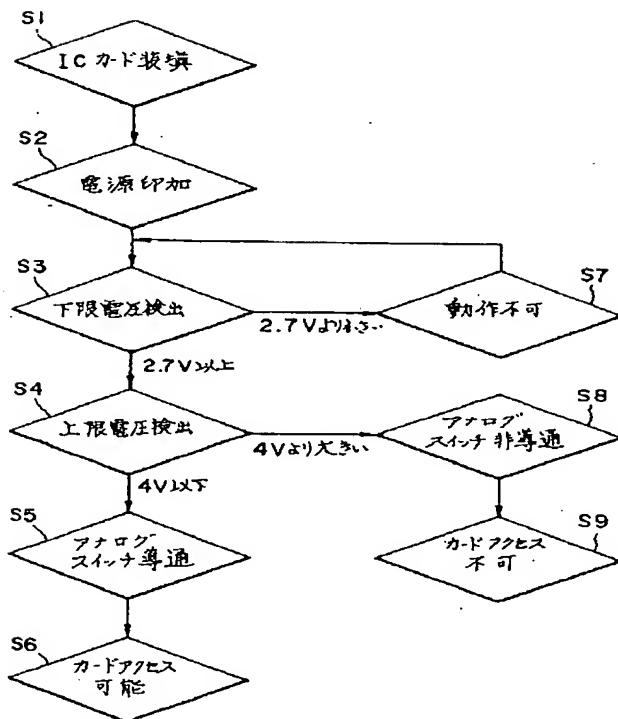 S1
ICカード装填
S2
電源印加
S3
下限電圧検出
2.7Vより小さい
S7
動作不可
2.7V以上
S4
上限電圧検出
4Vより大きい
S8
アナログ
スイッチ非導通
4V以下
S5
アナログ
スイッチ導通
S9
カードアクセス
不可
S6
カードアクセス
可能